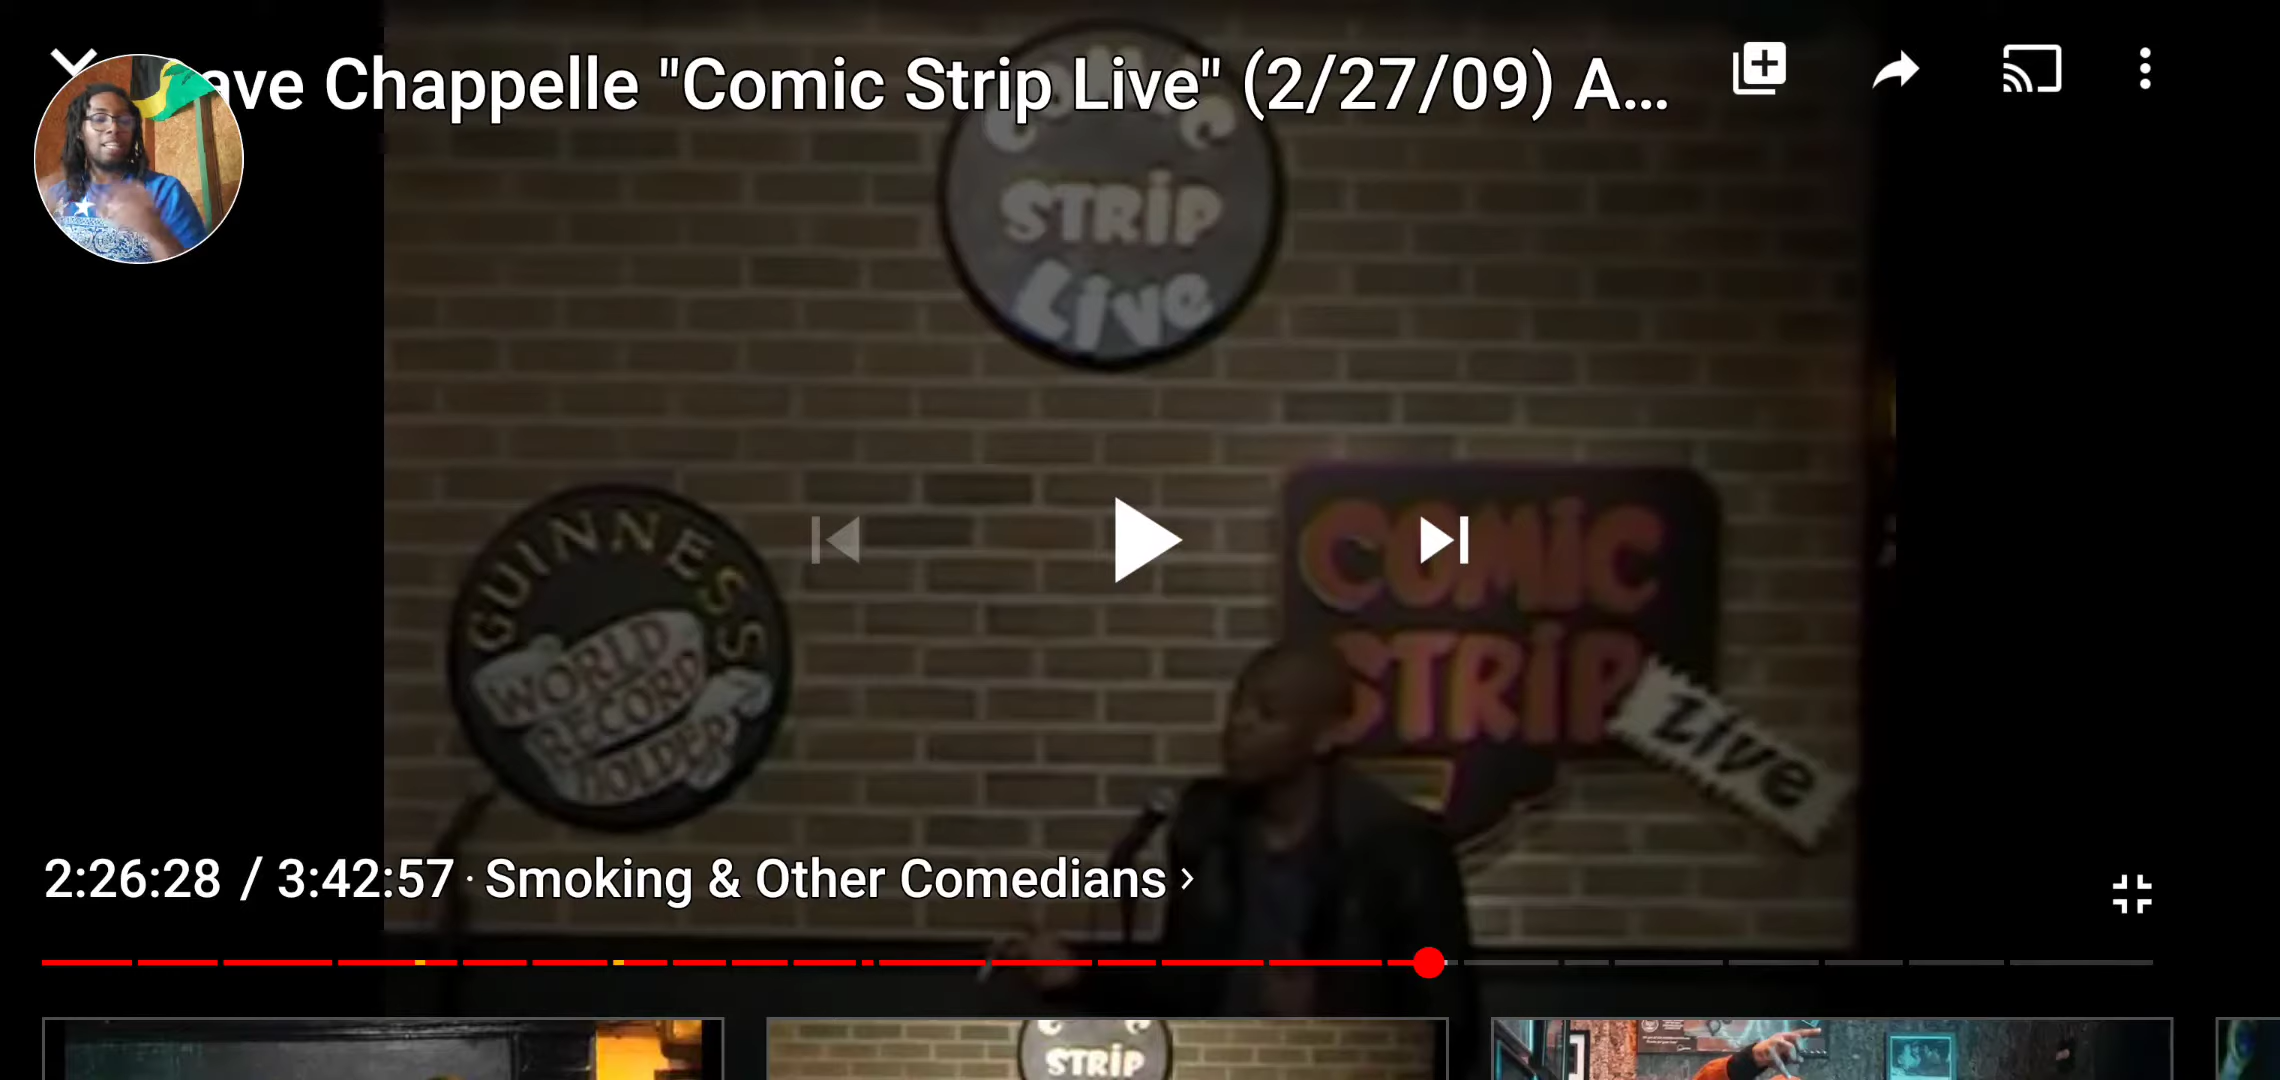 ave Chappelle "Comic Strip Live" (2/27/09) A...
STRIP
Live
GUINNESS
WORLD
RECORD
HOLDER
COMIC
STRIP
Live
2:26:28 / 3:42:57 · Smoking & Other Comedians ›
STRIP